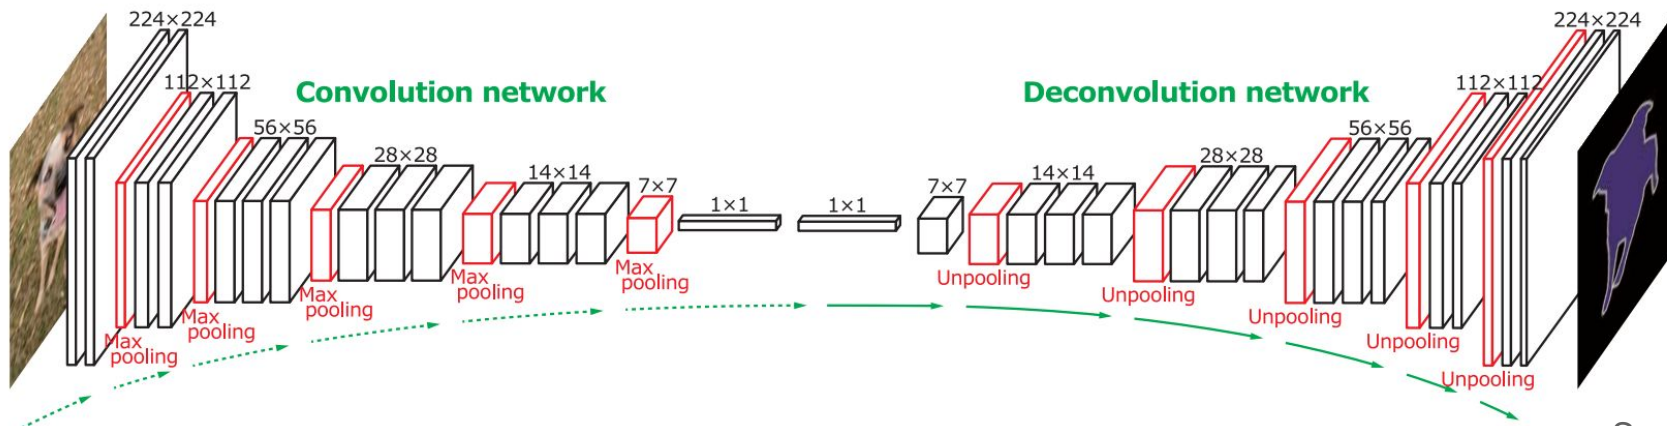 224×224
112×112
Convolution network
56×56
28×28
14×14
7×7
1×1
1×1
7×7
14×14
28×28
56×56
Deconvolution network
112×112
224×224
Max
pooling
Max
pooling
Max
pooling
Max
pooling
Max
pooling
Unpooling
Unpooling
Unpooling
Unpooling
Unpooling